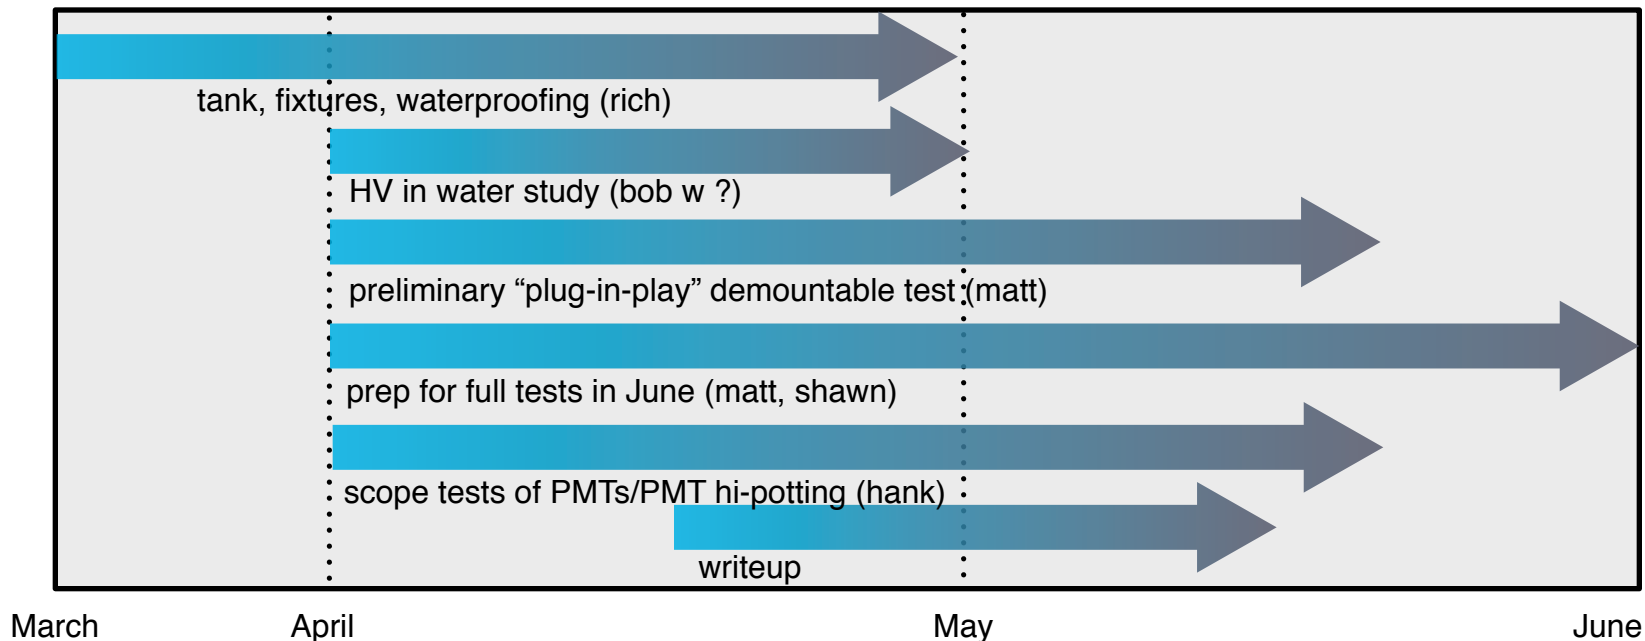 tank, fixtures, waterproofing (rich)
HV in water study (bob w ?)
preliminary “plug-in-play” demountable test (matt)
prep for full tests in June (matt, shawn)
scope tests of PMTs/PMT hi-potting (hank)
writeup
March April May June